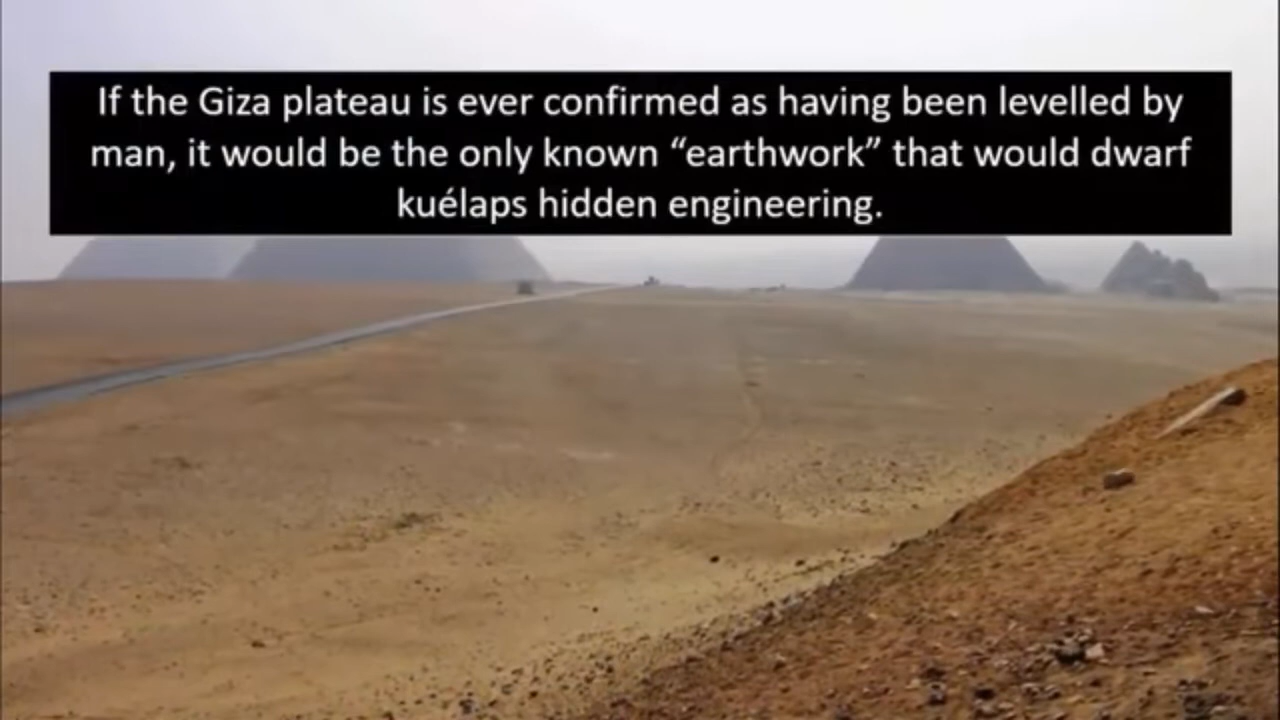 If the Giza plateau is ever confirmed as having been levelled by
man, it would be the only known “earthwork” that would dwarf
kuélaps hidden engineering.